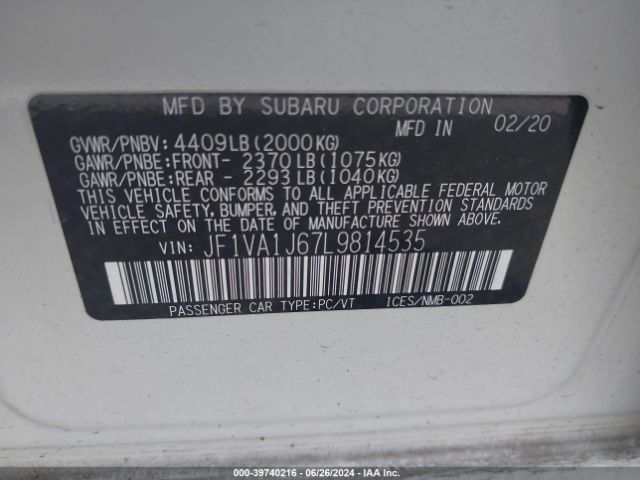 MFD BY SUBARU CORPORATION
MFD IN 02/20
GVWR/PNBV: 4409LB(2000KG)
GAWR/PNBE:FRONT- 2370LB(1075KG)
GAWR/PNBE:REAR - 2293LB(1040KG)
THIS VEHICLE CONFORMS TO ALL APPLICABLE FEDERAL MOTOR
VEHICLE SAFETY, BUMPER, AND THEFT PREVENTION STANDARDS
IN EFFECT ON THE DATE OF MANUFACTURE SHOWN ABOVE.
VIN: JF1VA1J67L9814535
PASSENGER CAR TYPE:PC/VT ICES/NMB-002
000-39740216 - 06/26/2024 - IAA Inc.